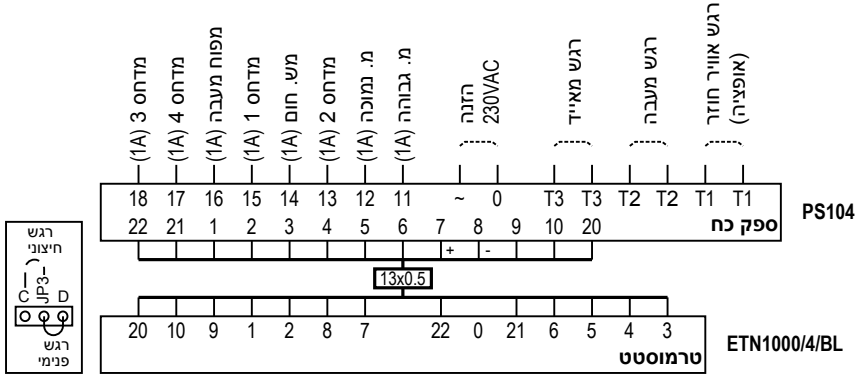 מדחס 3 (1A)
מדחס 4 (1A)
מפוח מעבה (1A)
מדחס 1 (1A)
מש. חום (1A)
מדחס 2 (1A)
מ. נמוכה (1A)
מ. גבוהה (1A)
הזנה
230VAC
רגש מאייד
רגש מעבה
רגש אוויר חוזר
(אופציה)
18 17 16 15 14 13 12 11 ~ 0 T3 T3 T2 T2 T1 T1
22 21 1 2 3 4 5 6 7 8 9 10 20 ספק כח
PS104
+ -
13x0.5
20 10 9 1 2 8 7 22 0 21 6 5 4 3
טרמוסטט
ETN1000/4/BL
רגש
חיצוני
C JP3 D
רגש
פנימי